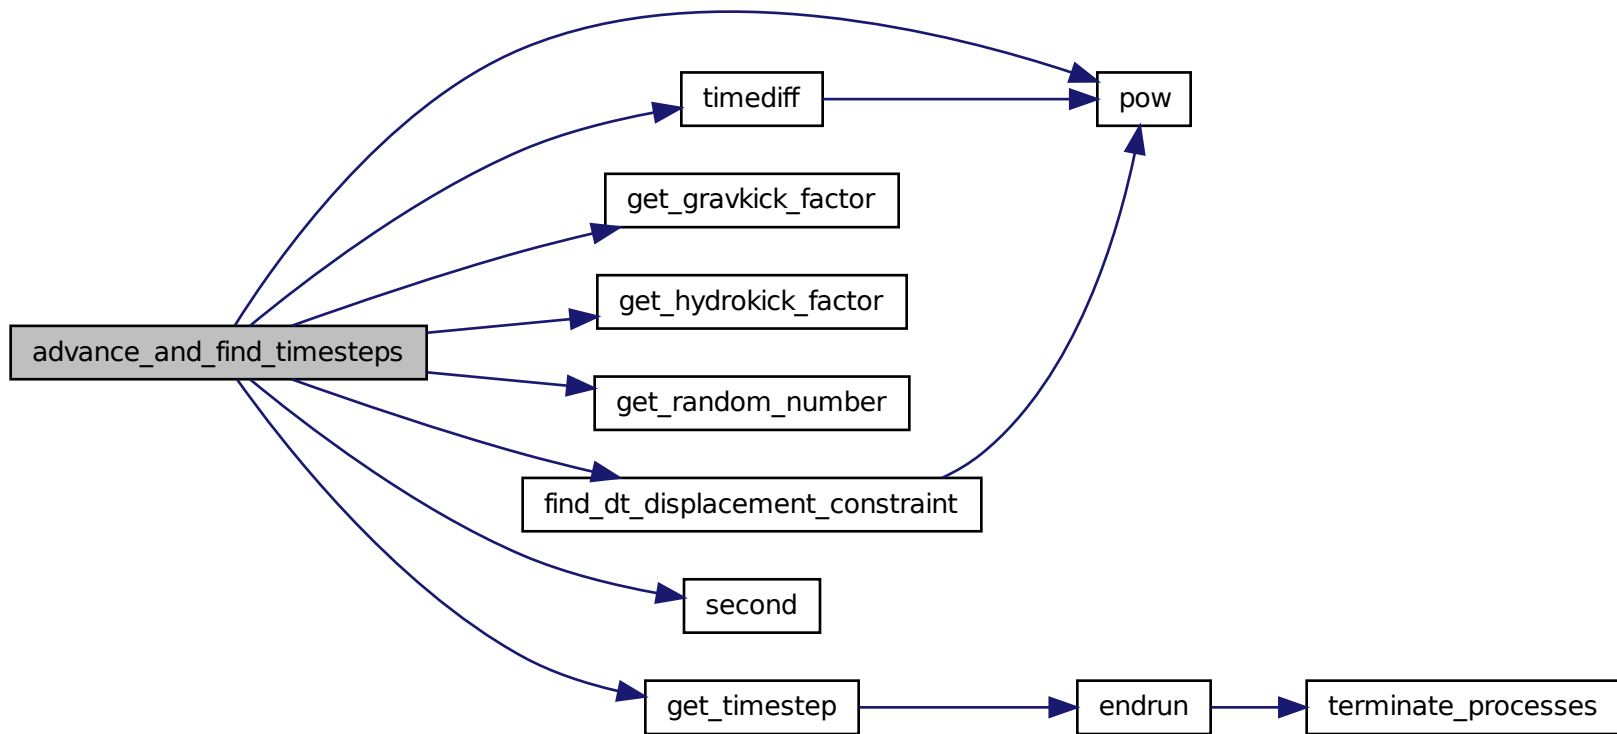 timediff
pow
get_gravkick_factor
get_hydrokick_factor
advance_and_find_timesteps
get_random_number
find_dt_displacement_constraint
second
get_timestep
endrun
terminate_processes